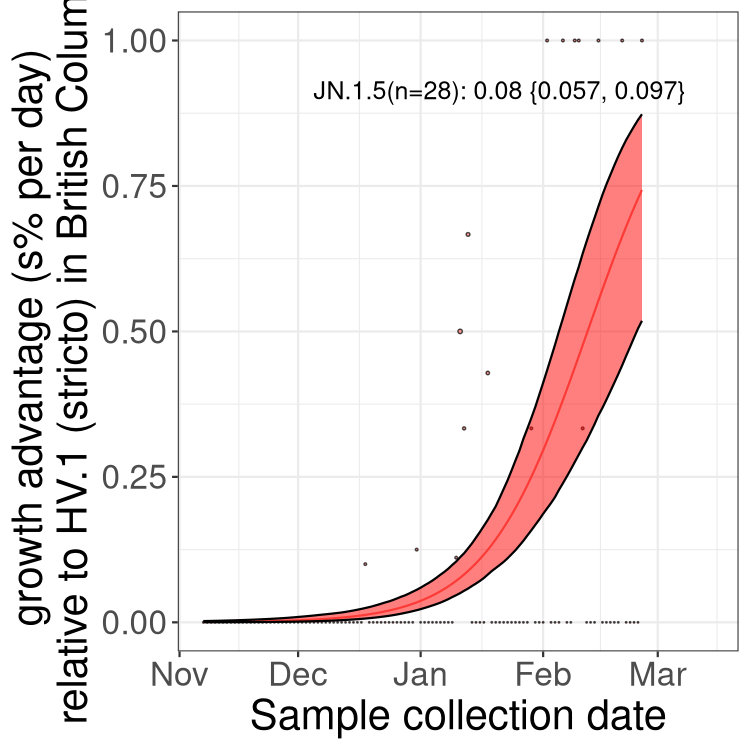 growth advantage (s% per day)
relative to HV.1 (stricto) in British Colum
1.00
0.75
0.50
0.25
0.00
JN.1.5(n=28): 0.08 {0.057, 0.097}
Nov Dec Jan Feb Mar
Sample collection date